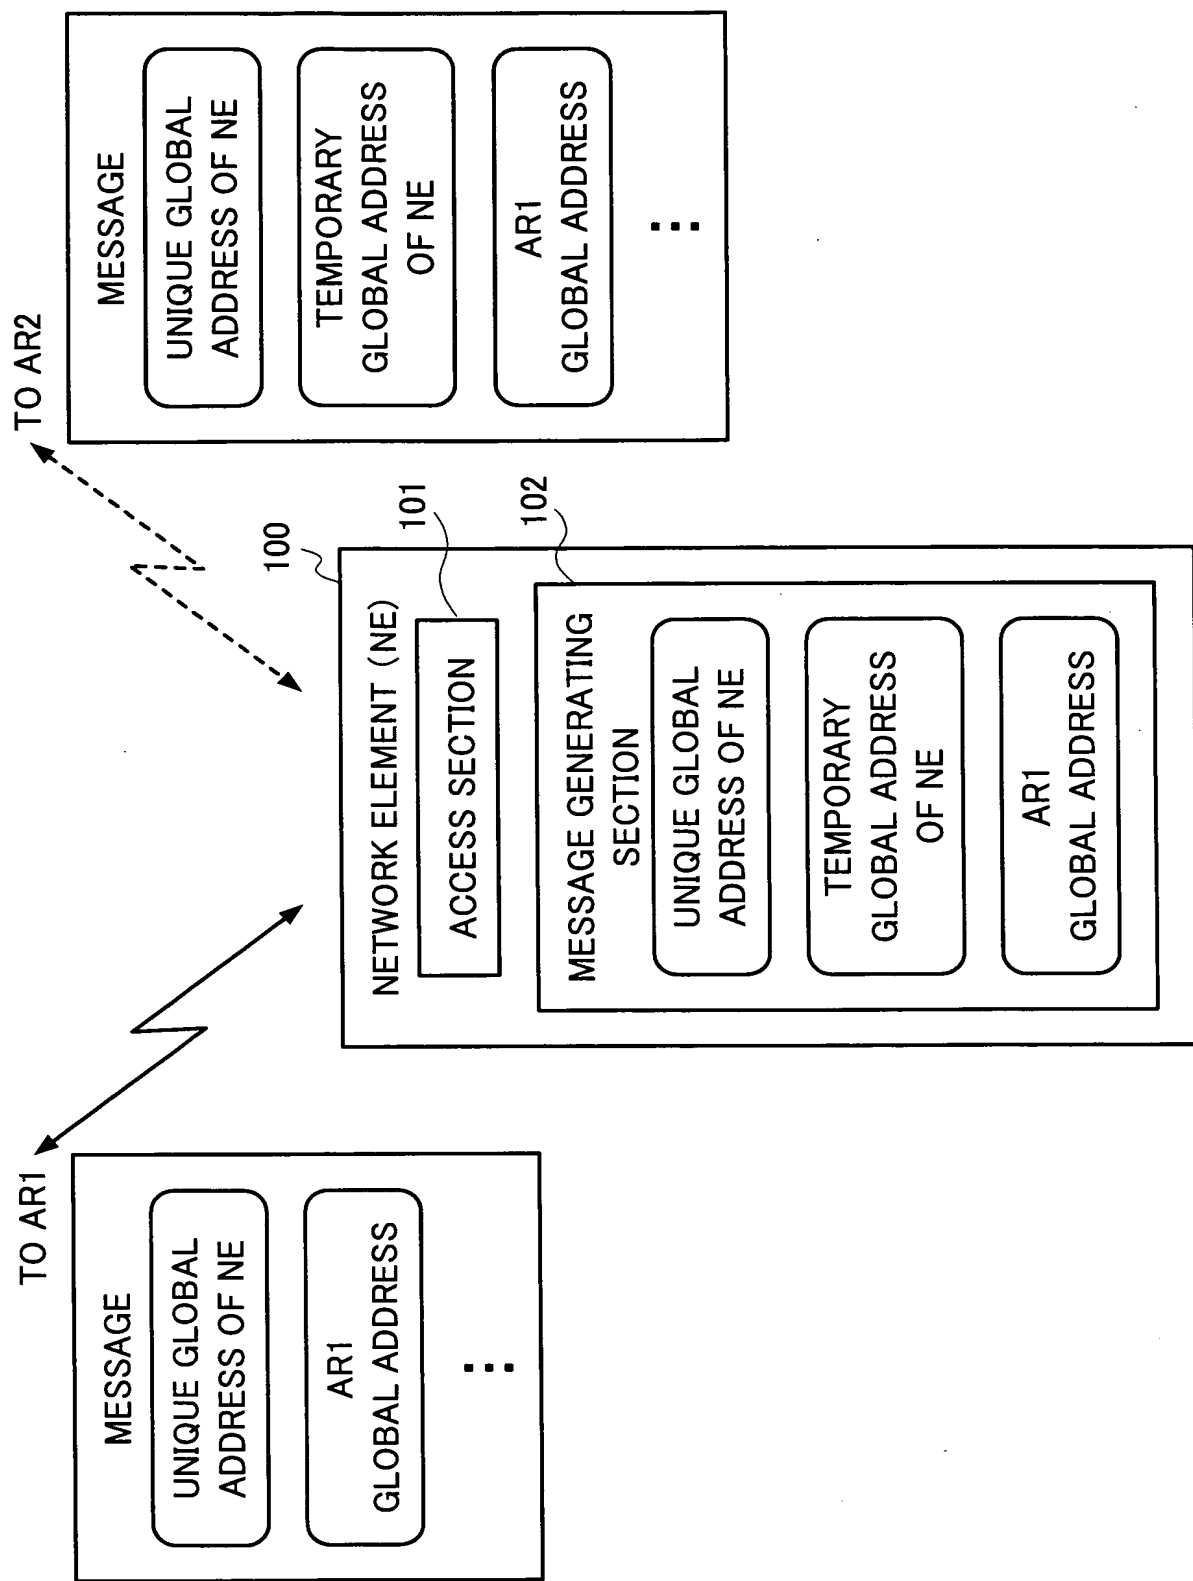 TO AR1
MESSAGE
UNIQUE GLOBAL
ADDRESS OF NE
AR1
GLOBAL ADDRESS
...
100
NETWORK ELEMENT (NE)
101
ACCESS SECTION
102
MESSAGE GENERATING
SECTION
UNIQUE GLOBAL
ADDRESS OF NE
TEMPORARY
GLOBAL ADDRESS
OF NE
AR1
GLOBAL ADDRESS
TO AR2
MESSAGE
UNIQUE GLOBAL
ADDRESS OF NE
TEMPORARY
GLOBAL ADDRESS
OF NE
AR1
GLOBAL ADDRESS
...